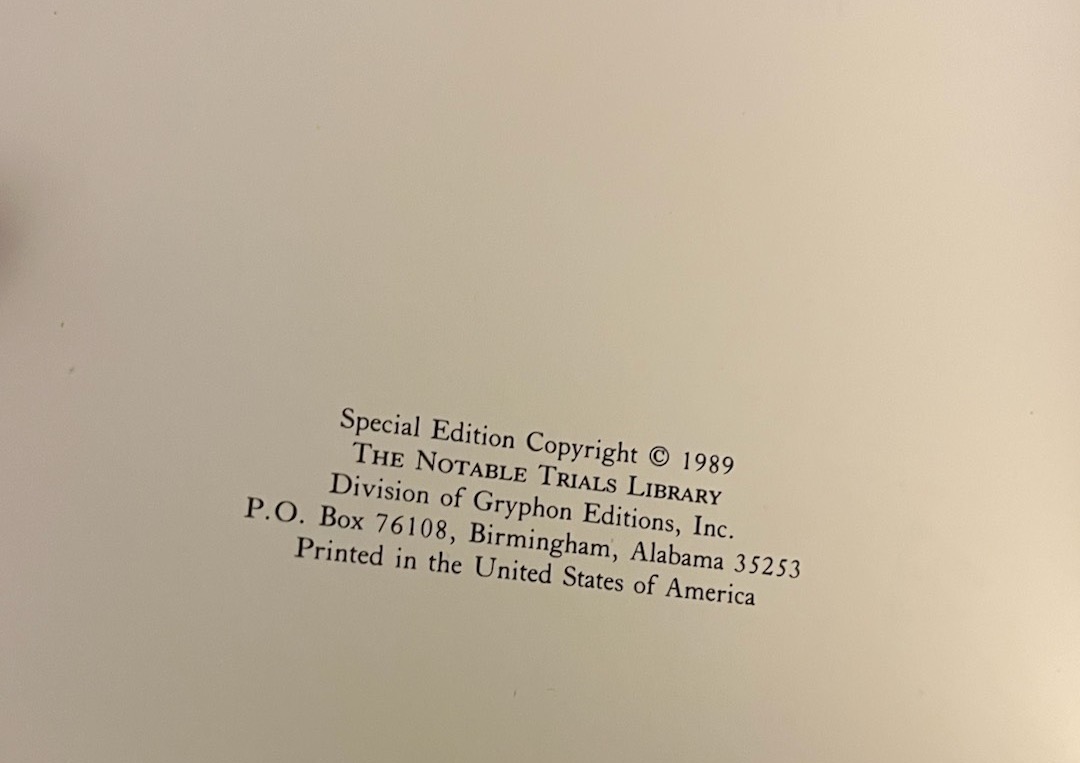 Special Edition Copyright © 1989
THE NOTABLE TRIALS LIBRARY
Division of Gryphon Editions, Inc.
P.O. Box 76108, Birmingham, Alabama 35253
Printed in the United States of America